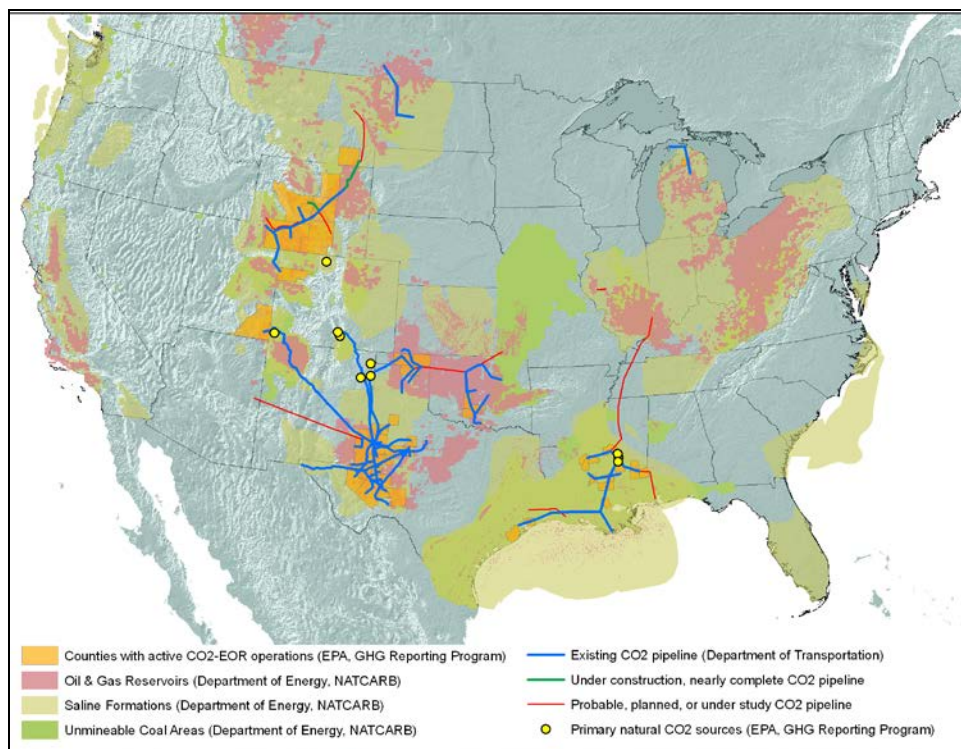 Counties with active CO2-EOR operations (EPA, GHG Reporting Program)
Oil & Gas Reservoirs (Department of Energy, NATCARB)
Saline Formations (Department of Energy, NATCARB)
Unmineable Coal Areas (Department of Energy, NATCARB)
Existing CO2 pipeline (Department of Transportation)
Under construction, nearly complete CO2 pipeline
Probable, planned, or under study CO2 pipeline
Primary natural CO2 sources (EPA, GHG Reporting Program)